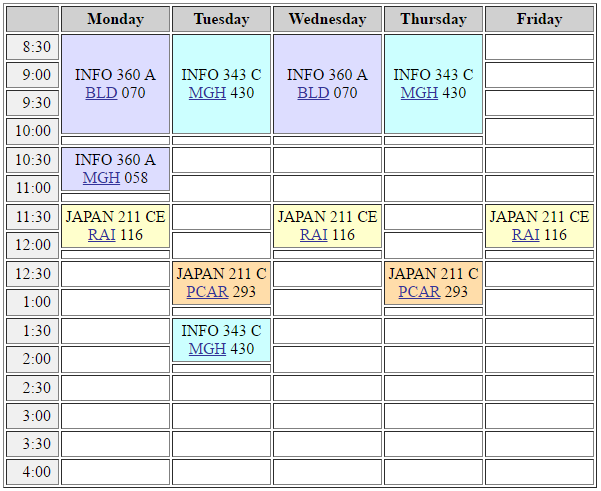 Monday Tuesday Wednesday Thursday Friday
8:30
9:00
9:30
10:00
INFO 360 A
BLD 070
INFO 343 C
MGH 430
INFO 360 A
BLD 070
INFO 343 C
MGH 430
10:30
11:00
INFO 360 A
MGH 058
11:30
12:00
JAPAN 211 CE
RAI 116
JAPAN 211 CE
RAI 116
JAPAN 211 CE
RAI 116
12:30
1:00
JAPAN 211 C
PCAR 293
JAPAN 211 C
PCAR 293
1:30
2:00
INFO 343 C
MGH 430
2:30
3:00
3:30
4:00